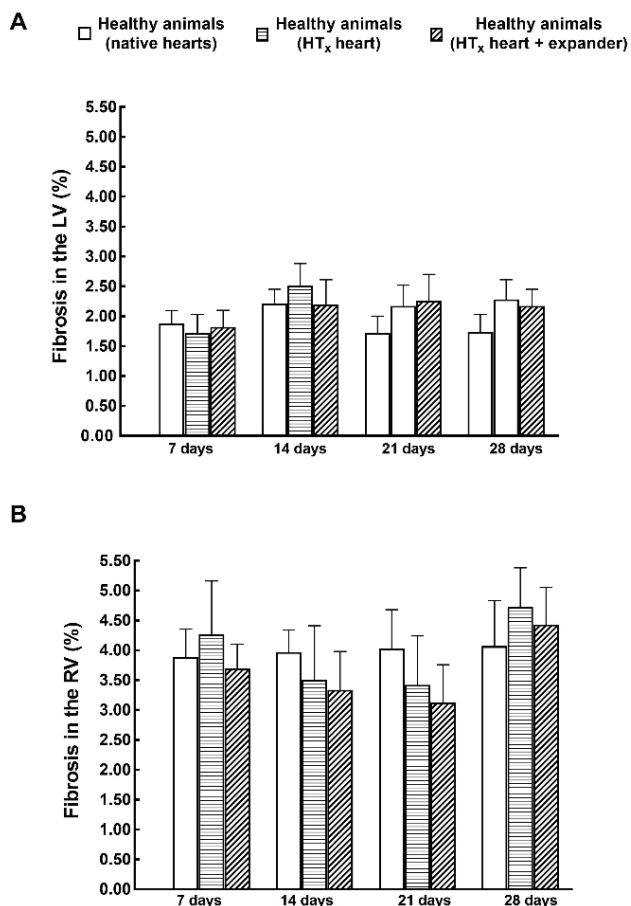 A
Healthy animals
(native hearts)
Healthy animals
(HTx heart)
Healthy animals
(HTx heart + expander)
Fibrosis in the LV (%)
5.50
5.00
4.50
4.00
3.50
3.00
2.50
2.00
1.50
1.00
0.50
0.00
7 days
14 days
21 days
28 days
B
Fibrosis in the RV (%)
5.50
5.00
4.50
4.00
3.50
3.00
2.50
2.00
1.50
1.00
0.50
0.00
7 days
14 days
21 days
28 days